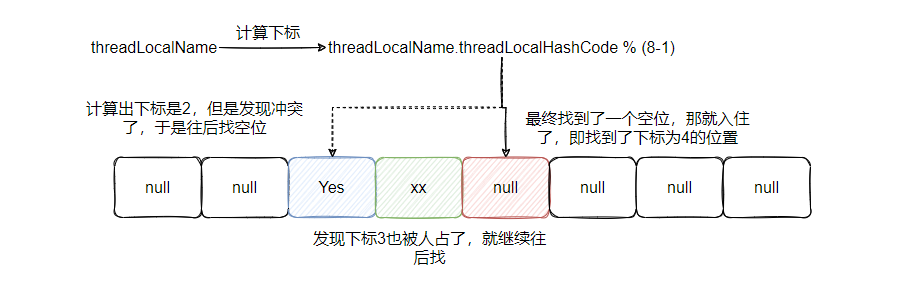 计算下标
threadLocalName
threadLocalName.threadLocalHashCode % (8-1)
计算出下标是2，但是发现冲突
了，于是往后找空位
最终找到了一个空位，那就入住
了，即找到了下标为4的位置
null
null
Yes
xx
null
null
null
null
发现下标3也被人占了，就继续往
后找